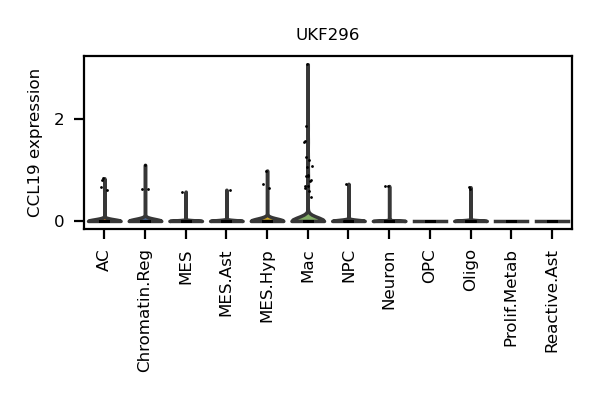 UKF296
CCL19 expression
2
0
AC
Chromatin.Reg
MES
MES.Ast
MES.Hyp
Mac
NPC
Neuron
OPC
Oligo
Prolif.Metab
Reactive.Ast